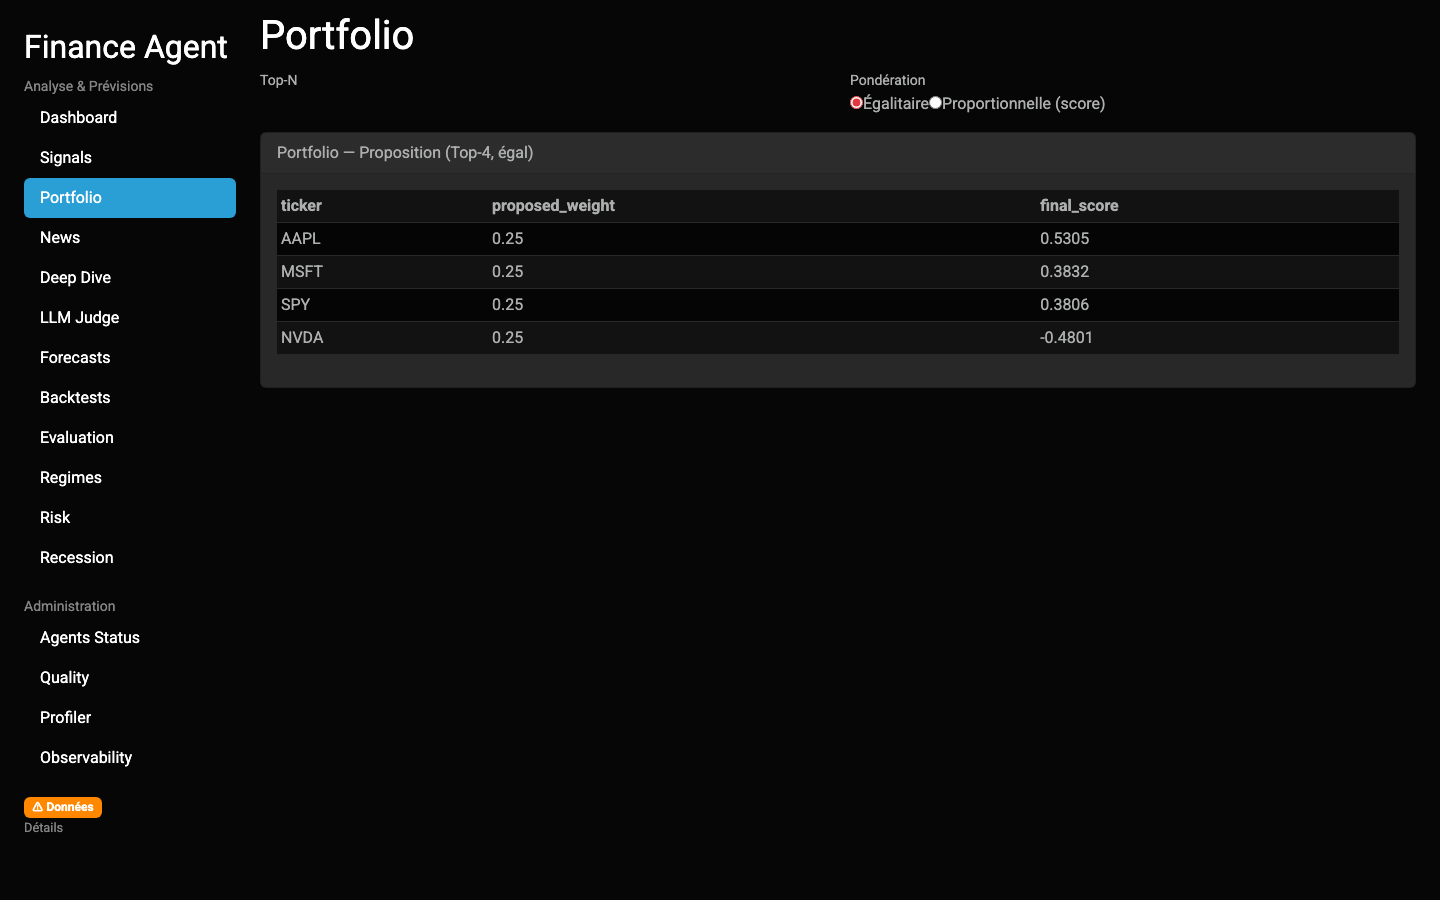 Finance Agent
Analyse & Prévisions
Dashboard
Signals
Portfolio
News
Deep Dive
LLM Judge
Forecasts
Backtests
Evaluation
Regimes
Risk
Recession
Administration
Agents Status
Quality
Profiler
Observability
⚠ Données
Détails
Portfolio
Top-N
Pondération
Égalitaire Proportionnelle (score)
Portfolio — Proposition (Top-4, égal)
ticker proposed_weight final_score
AAPL 0.25 0.5305
MSFT 0.25 0.3832
SPY 0.25 0.3806
NVDA 0.25 -0.4801